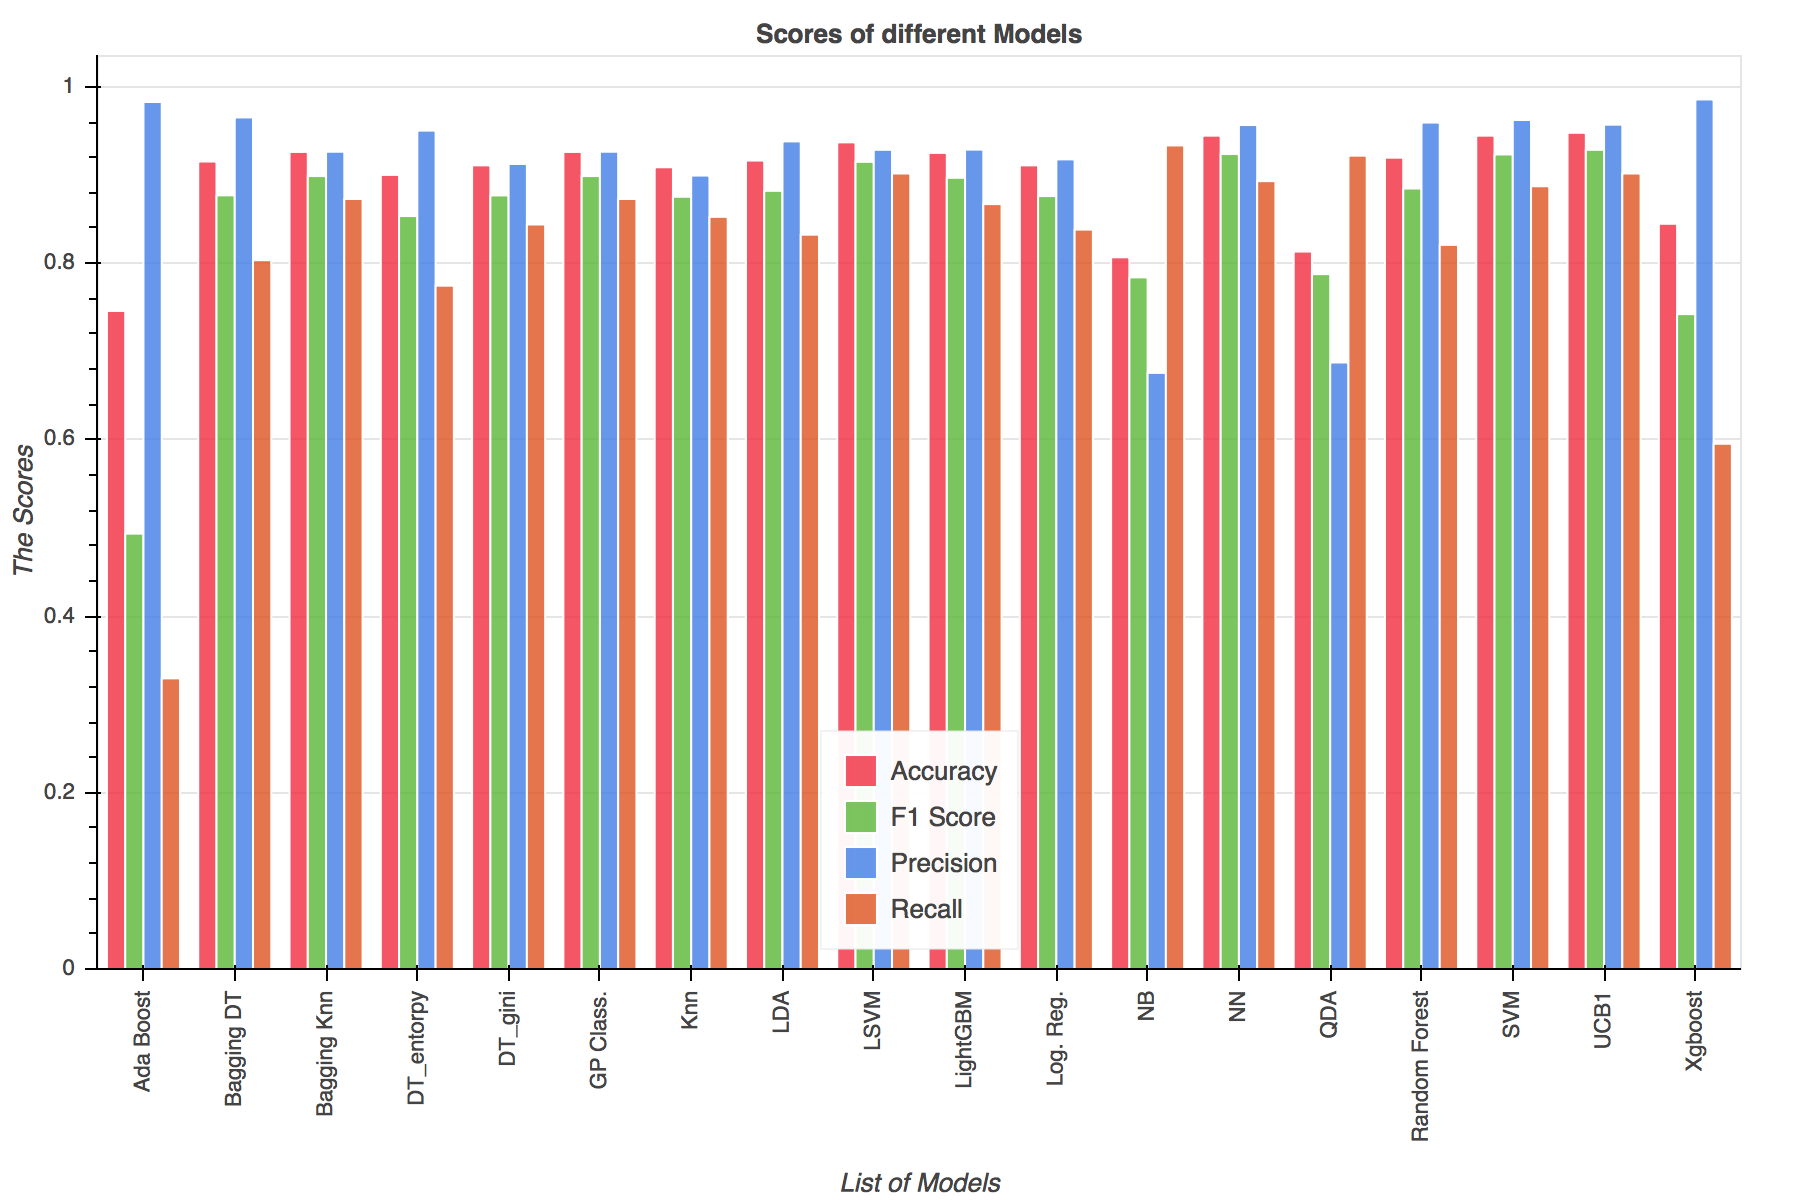 Scores of different Models
The Scores
1
0.8
0.6
0.4
0.2
0
Accuracy
F1 Score
Precision
Recall
Ada Boost
Bagging DT
Bagging Knn
DT_entorpy
DT_gini
GP Class.
Knn
LDA
LSVM
LightGBM
Log. Reg.
NB
NN
QDA
Random Forest
SVM
UCB1
Xgboost
List of Models